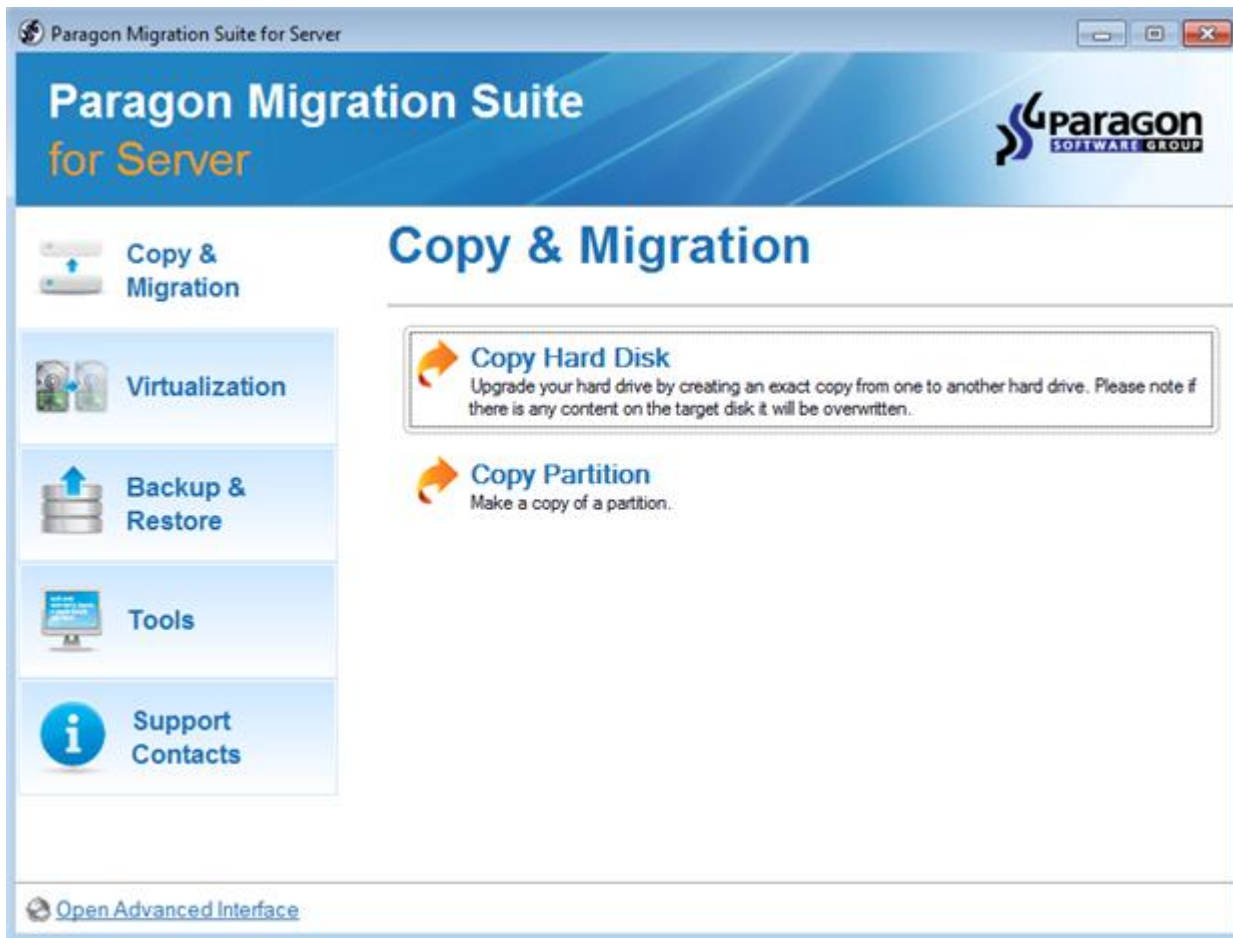 Paragon Migration Suite for Server
Paragon Migration Suite
for Server
paragon
SOFTWARE GROUP
Copy &
Migration
Virtualization
Backup &
Restore
Tools
Support
Contacts
Copy & Migration
Copy Hard Disk
Upgrade your hard drive by creating an exact copy from one to another hard drive. Please note if
there is any content on the target disk it will be overwritten.
Copy Partition
Make a copy of a partition.
Open Advanced Interface